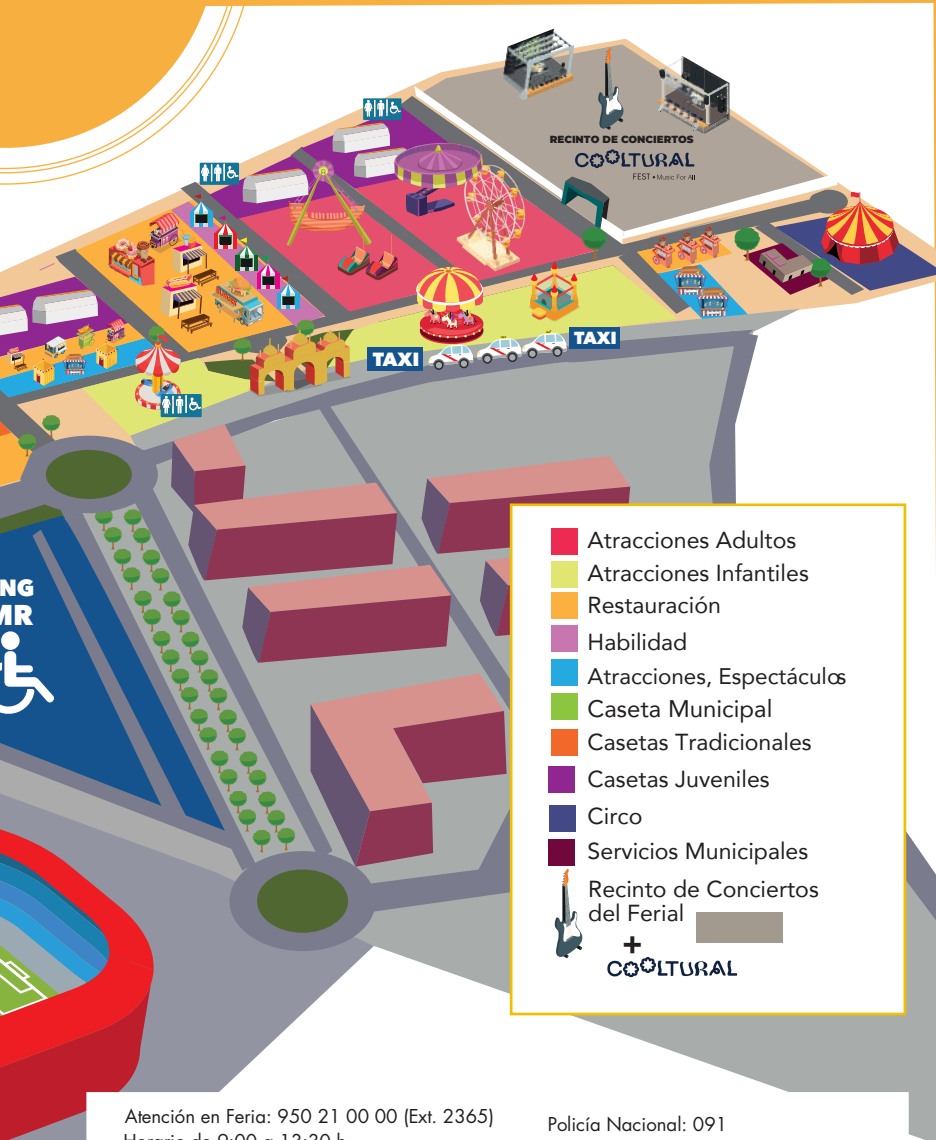 RECINTO DE CONCIERTOS
COOLTURAL
FEST • Music For All
TAXI
TAXI
Atracciones Adultos
Atracciones Infantiles
Restauración
Habilidad
Atracciones, Espectáculos
Caseta Municipal
Casetas Tradicionales
Casetas Juveniles
Circo
Servicios Municipales
Recinto de Conciertos
del Ferial
+
COOLTURAL
Atención en Feria: 950 21 00 00 (Ext. 2365)
Policía Nacional: 091